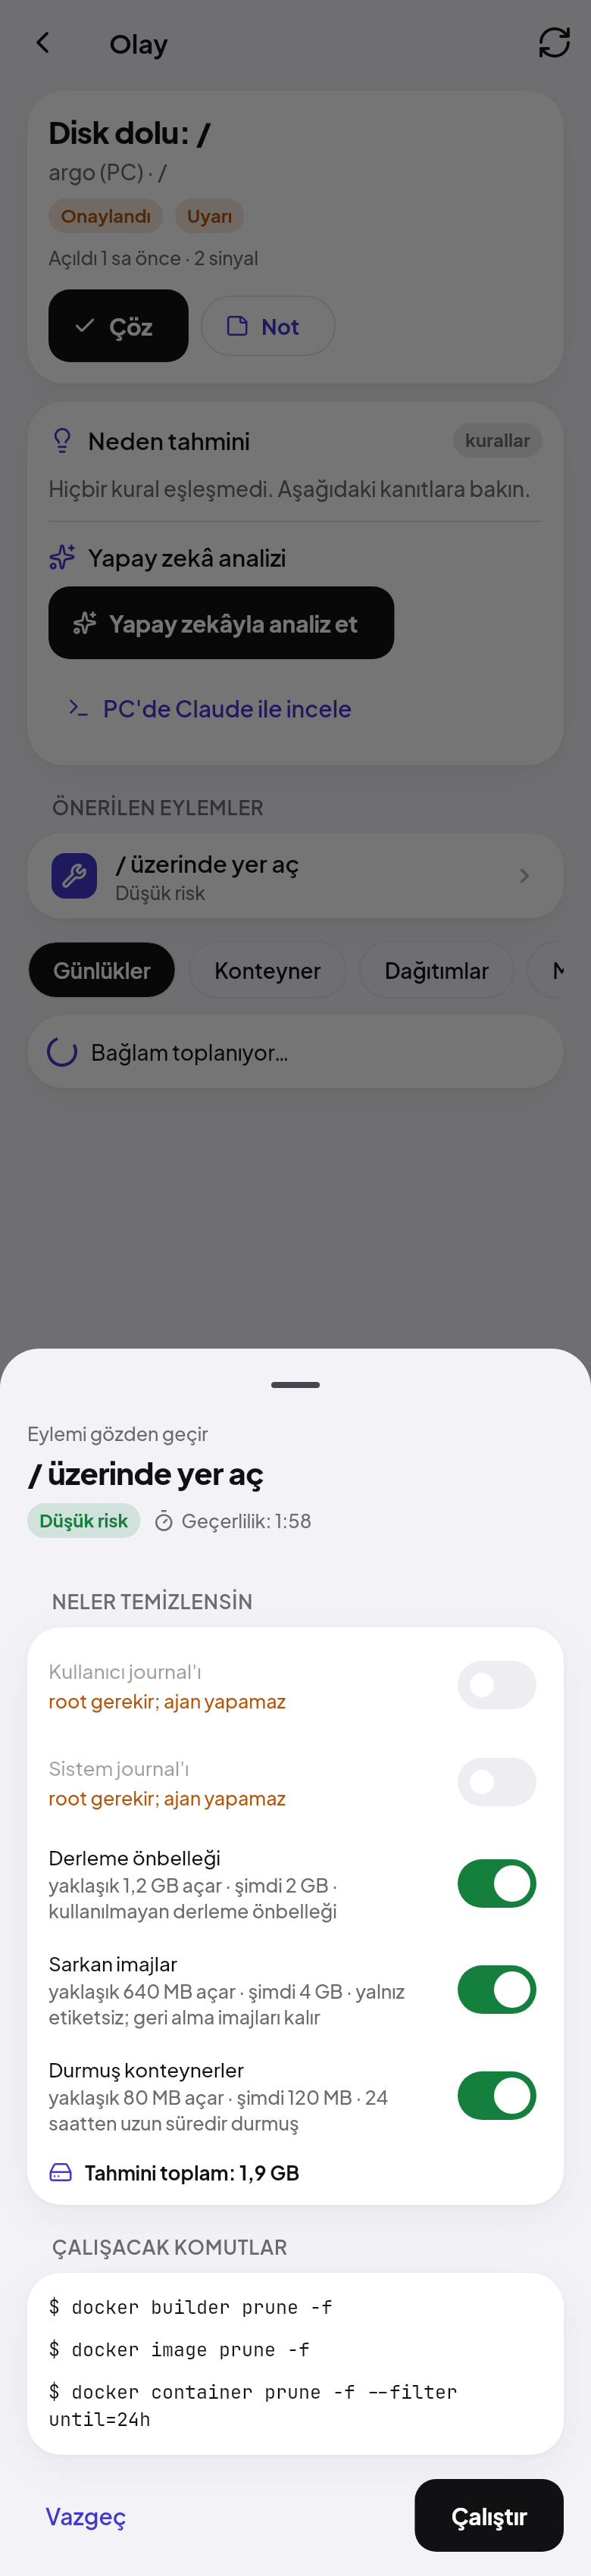 Olay
Disk dolu: /
argo (PC) · /
Onaylandı
Uyarı
Açıldı 1 sa önce · 2 sinyal
Çöz
Not
Neden tahmini
kurallar
Hiçbir kural eşleşmedi. Aşağıdaki kanıtlara bakın.
Yapay zekâ analizi
Yapay zekâyla analiz et
PC'de Claude ile incele
ÖNERİLEN EYLEMLER
/ üzerinde yer aç
Düşük risk
Günlükler
Konteyner
Dağıtımlar
Bağlam toplanıyor…
Eylemi gözden geçir
/ üzerinde yer aç
Düşük risk
Geçerlilik: 1:58
NELER TEMİZLENSİN
Kullanıcı journal'ı
root gerekir; ajan yapamaz
Sistem journal'ı
root gerekir; ajan yapamaz
Derleme önbelleği
yaklaşık 1,2 GB açar · şimdi 2 GB ·
kullanılmayan derleme önbelleği
Sarkan imajlar
yaklaşık 640 MB açar · şimdi 4 GB · yalnız
etiketsiz; geri alma imajları kalır
Durmuş konteynerler
yaklaşık 80 MB açar · şimdi 120 MB · 24
saatten uzun süredir durmuş
Tahmini toplam: 1,9 GB
ÇALIŞACAK KOMUTLAR
$ docker builder prune -f
$ docker image prune -f
$ docker container prune -f --filter
until=24h
Vazgeç
Çalıştır